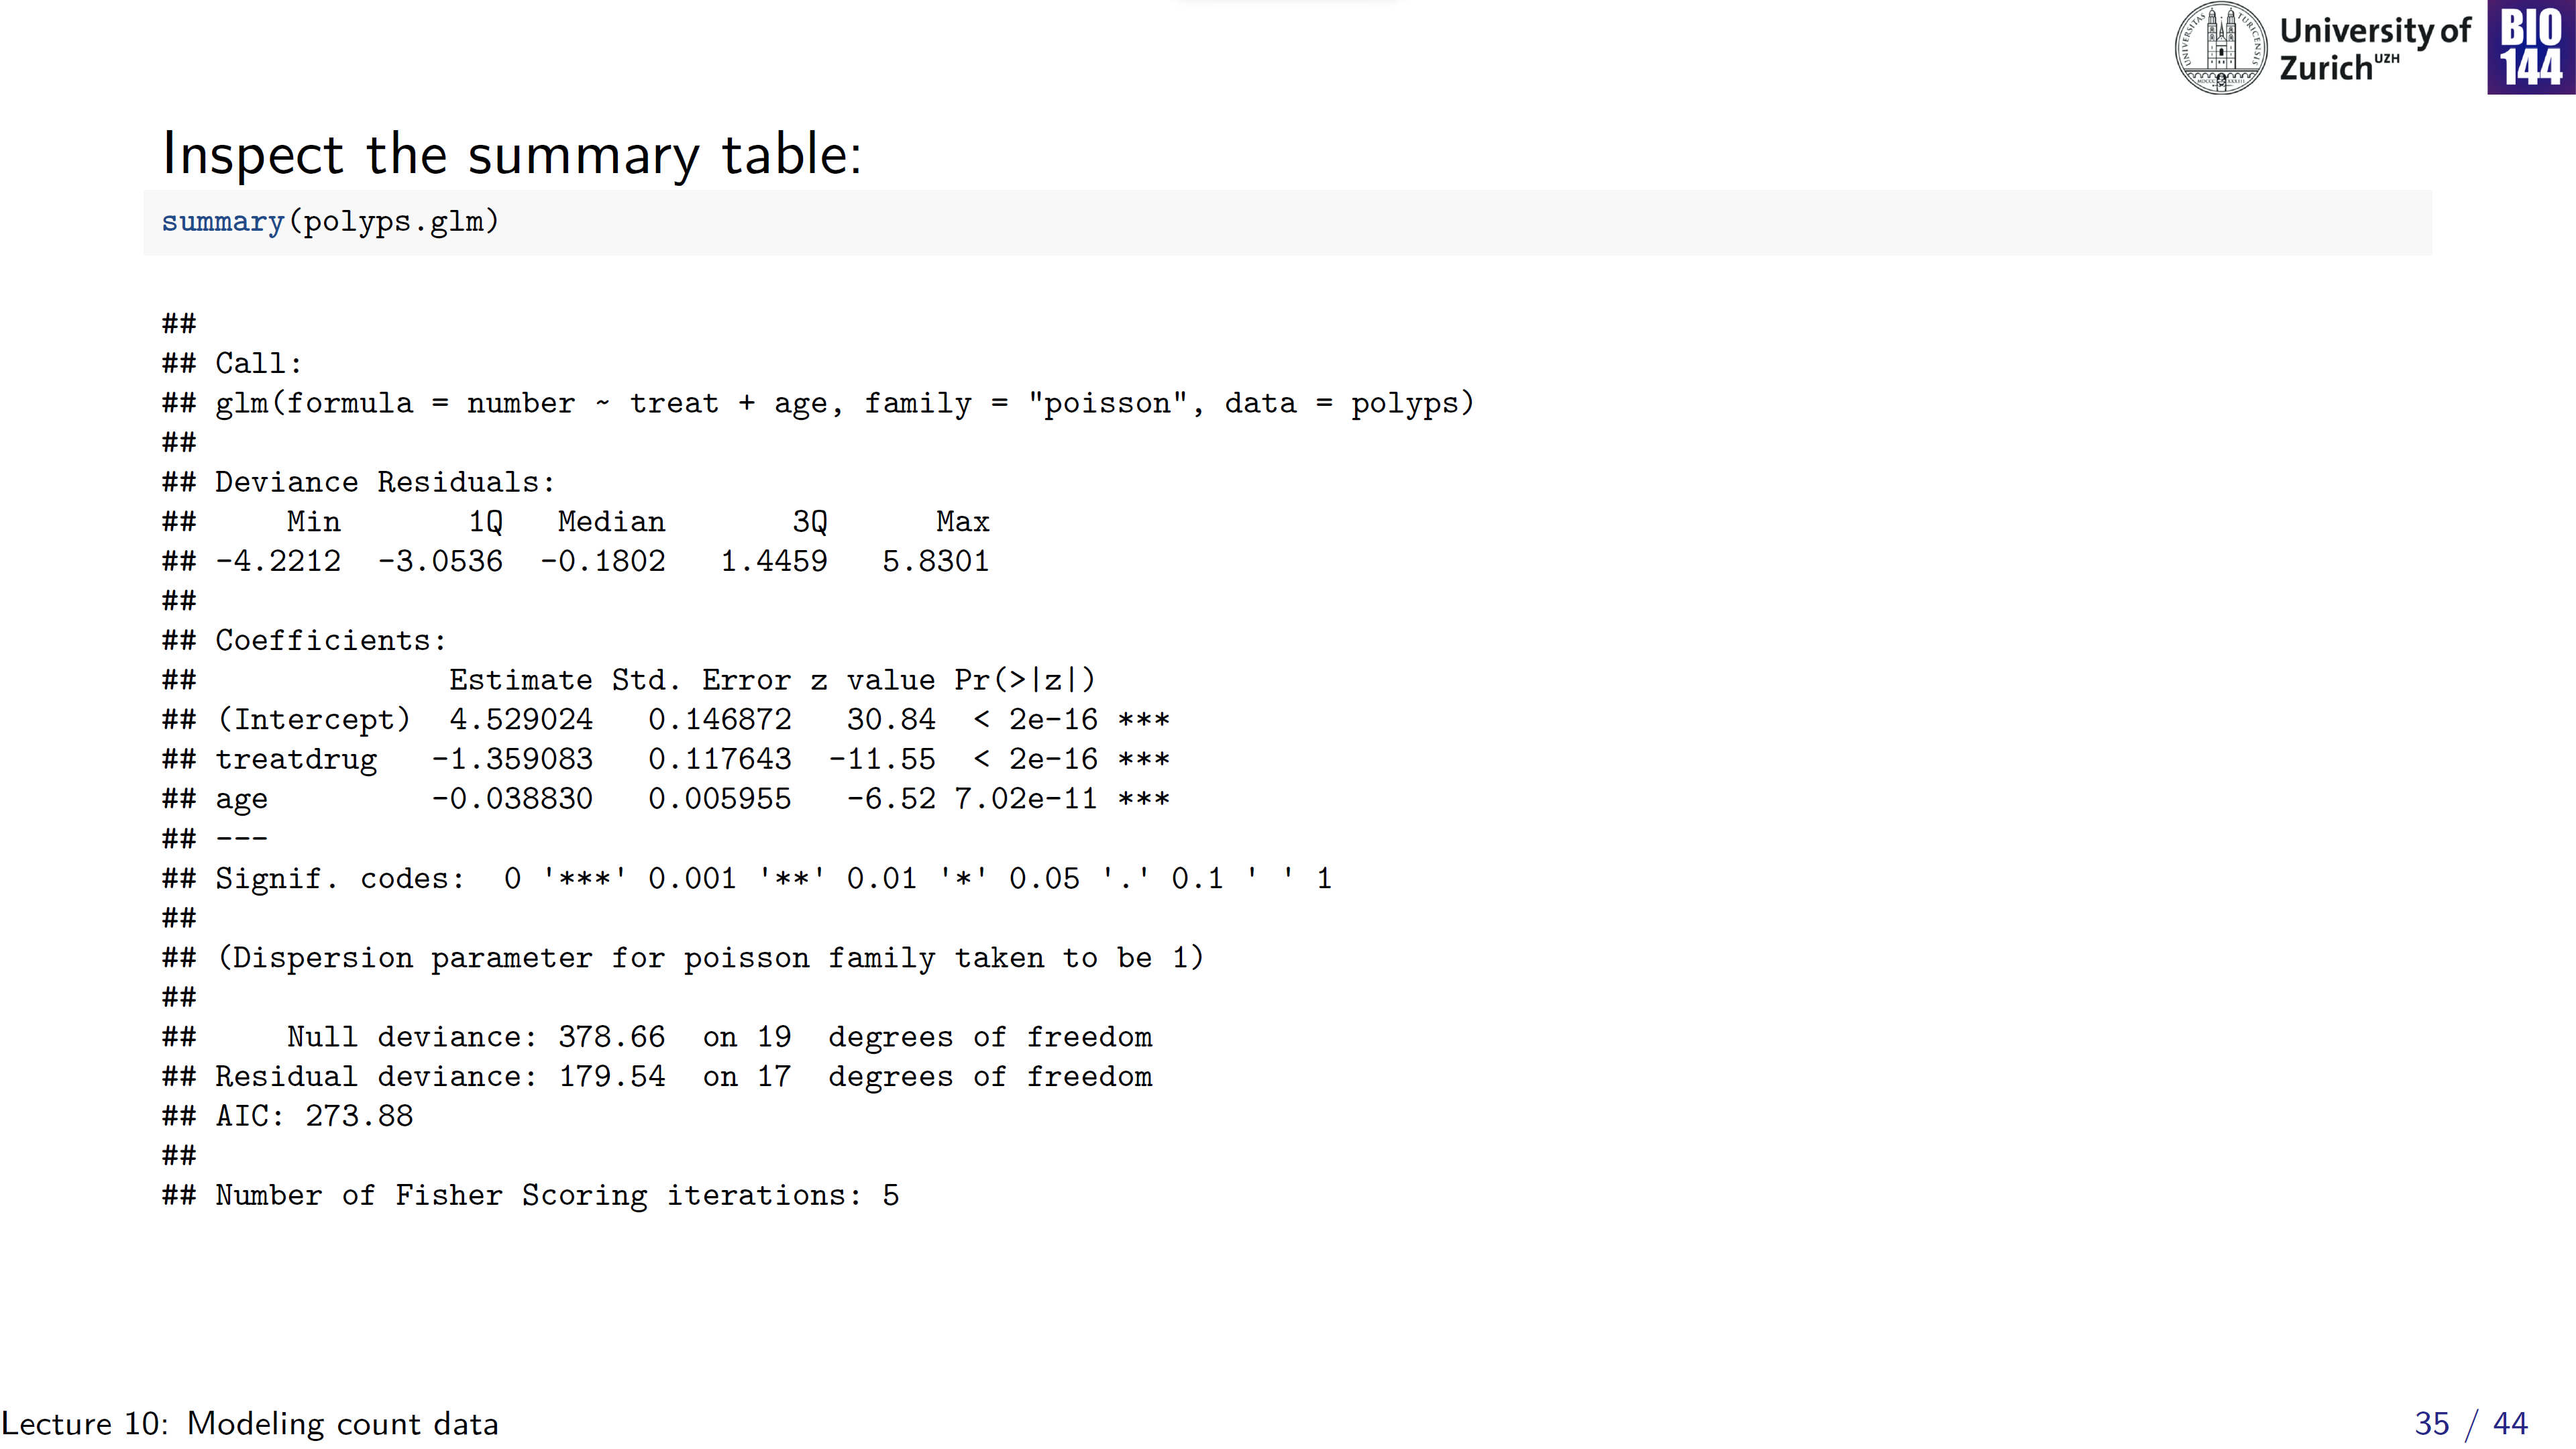 University of
Zurich UZH
BIO
144
Inspect the summary table:
summary(polyps.glm)
##
## Call:
## glm(formula = number ~ treat + age, family = "poisson", data = polyps)
##
## Deviance Residuals:
##     Min       1Q   Median       3Q      Max
## -4.2212  -3.0536  -0.1802   1.4459   5.8301
##
## Coefficients:
##              Estimate Std. Error z value Pr(>|z|)
## (Intercept)  4.529024   0.146872   30.84  < 2e-16 ***
## treatdrug   -1.359083   0.117643  -11.55  < 2e-16 ***
## age         -0.038830   0.005955   -6.52 7.02e-11 ***
## ---
## Signif. codes:  0 '***' 0.001 '**' 0.01 '*' 0.05 '.' 0.1 ' ' 1
##
## (Dispersion parameter for poisson family taken to be 1)
##
##     Null deviance: 378.66  on 19  degrees of freedom
## Residual deviance: 179.54  on 17  degrees of freedom
## AIC: 273.88
##
## Number of Fisher Scoring iterations: 5
Lecture 10: Modeling count data
35 / 44